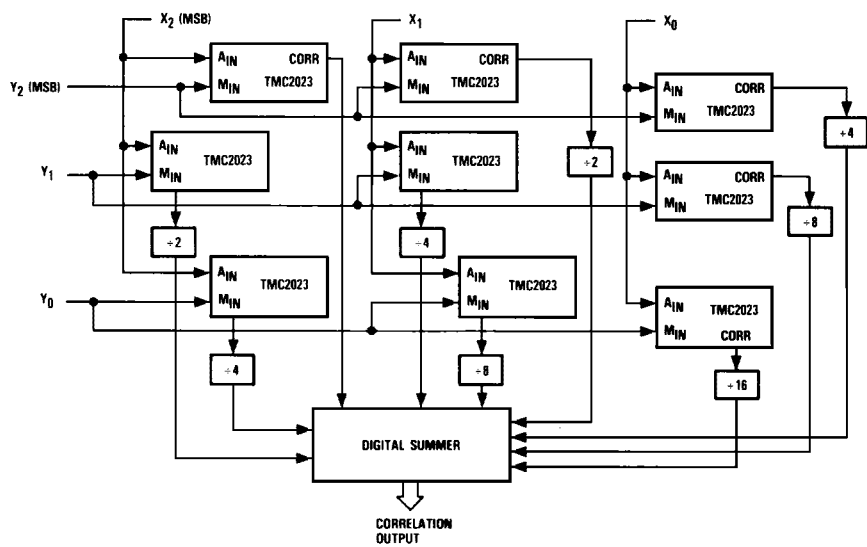 X2 (MSB)
X1
X0
AIN CORR
MIN TMC2023
AIN CORR
MIN TMC2023
Y2 (MSB)
AIN CORR
MIN TMC2023
÷4
AIN
MIN TMC2023
AIN
MIN TMC2023
÷2
Y1
AIN CORR
MIN TMC2023
÷8
÷2
÷4
AIN
MIN TMC2023
AIN
MIN TMC2023
Y0
AIN
MIN TMC2023
CORR
÷4
÷8
÷16
DIGITAL SUMMER
CORRELATION
OUTPUT